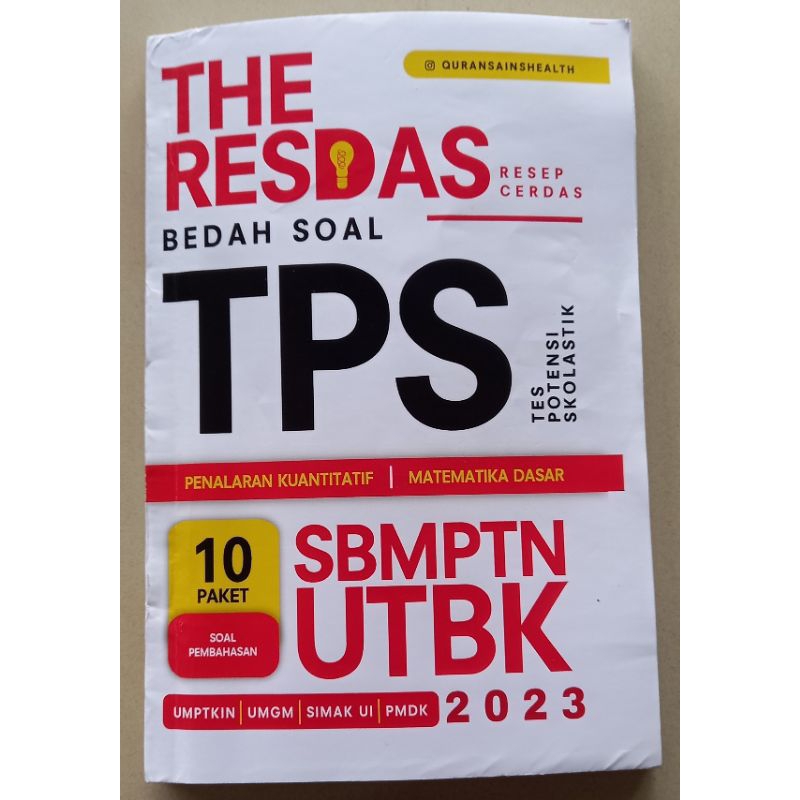 QURANSAINSHEALTH
THE
RESDAS
RESEP
CERDAS
BEDAH SOAL
TPS
TES
POTENSI
SKOLASTIK
PENALARAN KUANTITATIF | MATEMATIKA DASAR
10
PAKET
SOAL
PEMBAHASAN
SBMPTN
UTBK
2023
UMPTKIN | UMGM | SIMAK UI | PMDK